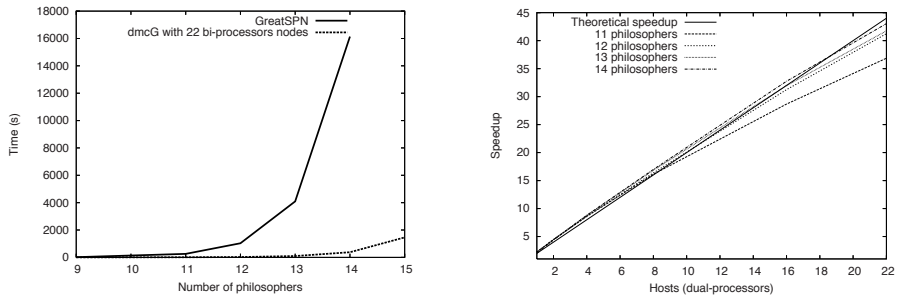 GreatSPN
dmcG with 22 bi-processors nodes
18000
16000
14000
12000
10000
8000
6000
4000
2000
0
Time (s)
9 10 11 12 13 14 15
Number of philosophers
Theoretical speedup
11 philosophers
12 philosophers
13 philosophers
14 philosophers
45
40
35
30
25
20
15
10
5
Speedup
2 4 6 8 10 12 14 16 18 20 22
Hosts (dual-processors)